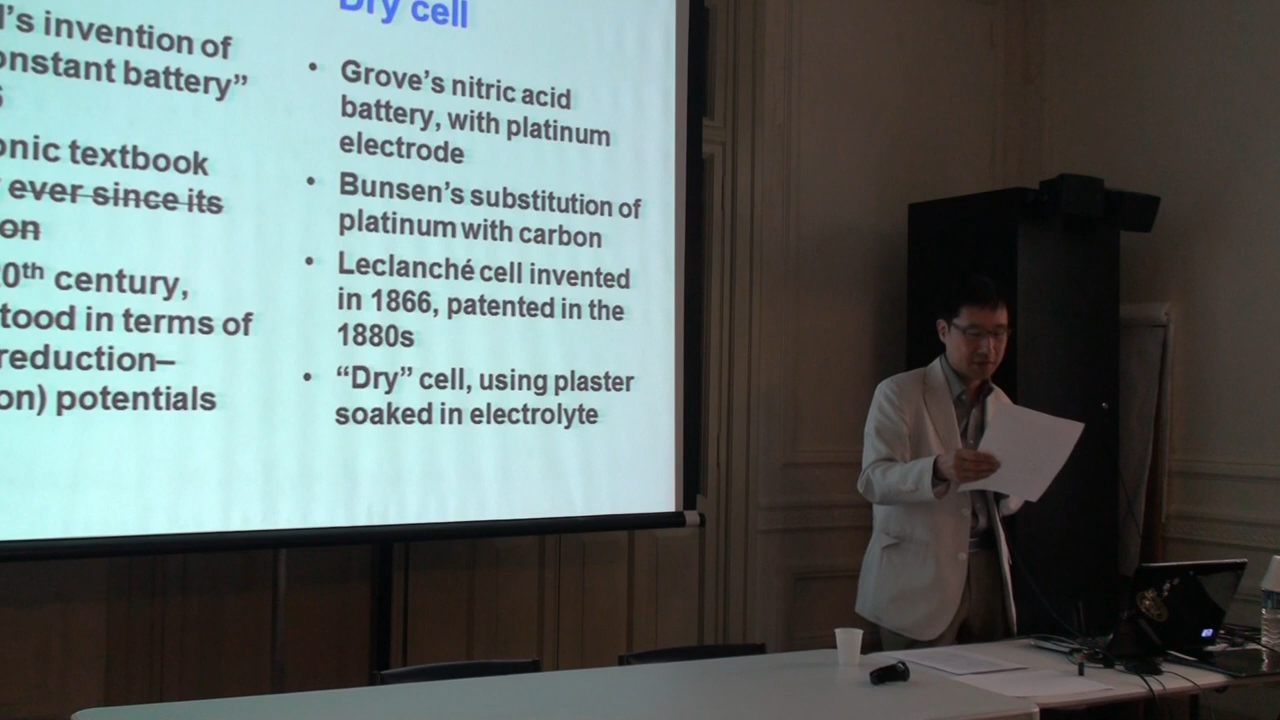 's invention of
onstant battery”
onic textbook
ever since its
on
0th century,
tood in terms of
reduction–
on) potentials
Dry cell
• Grove’s nitric acid
battery, with platinum
electrode
• Bunsen’s substitution of
platinum with carbon
• Leclanché cell invented
in 1866, patented in the
1880s
• “Dry” cell, using plaster
soaked in electrolyte